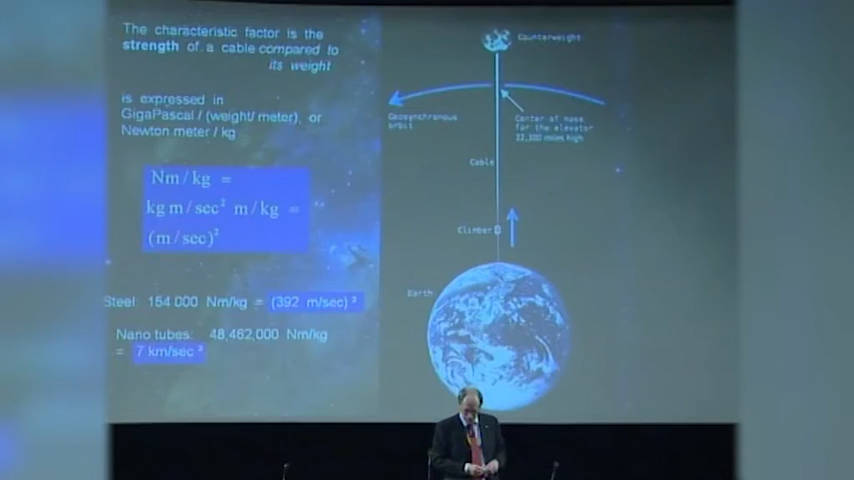 The characteristic factor is the
strength of a cable compared to
its weight
is expressed in
GigaPascal / (weight/ meter), or
Newton meter / kg
Nm / kg =
kg m / sec² m / kg =
(m / sec)²
Steel: 154 000 Nm/kg = (392 m/sec)²
Nano tubes: 48,462,000 Nm/kg
= 7 km/sec ²
Counterweight
Geosynchronous
orbit
Center of mass
for the elevator
22,300 miles high
Cable
Climber
Earth